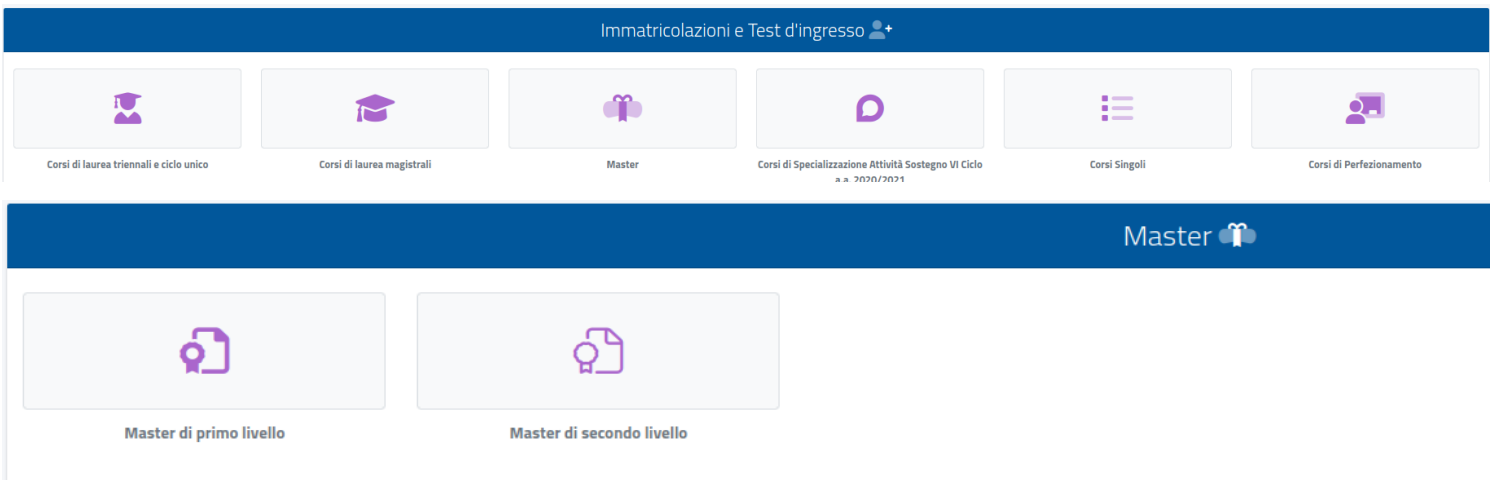 Immatricolazioni e Test d'ingresso
Corsi di laurea triennali e ciclo unico
Corsi di laurea magistrali
Master
Corsi di Specializzazione Attività Sostegno VI Ciclo
a.a. 2020/2021
Corsi Singoli
Corsi di Perfezionamento
Master
Master di primo livello
Master di secondo livello